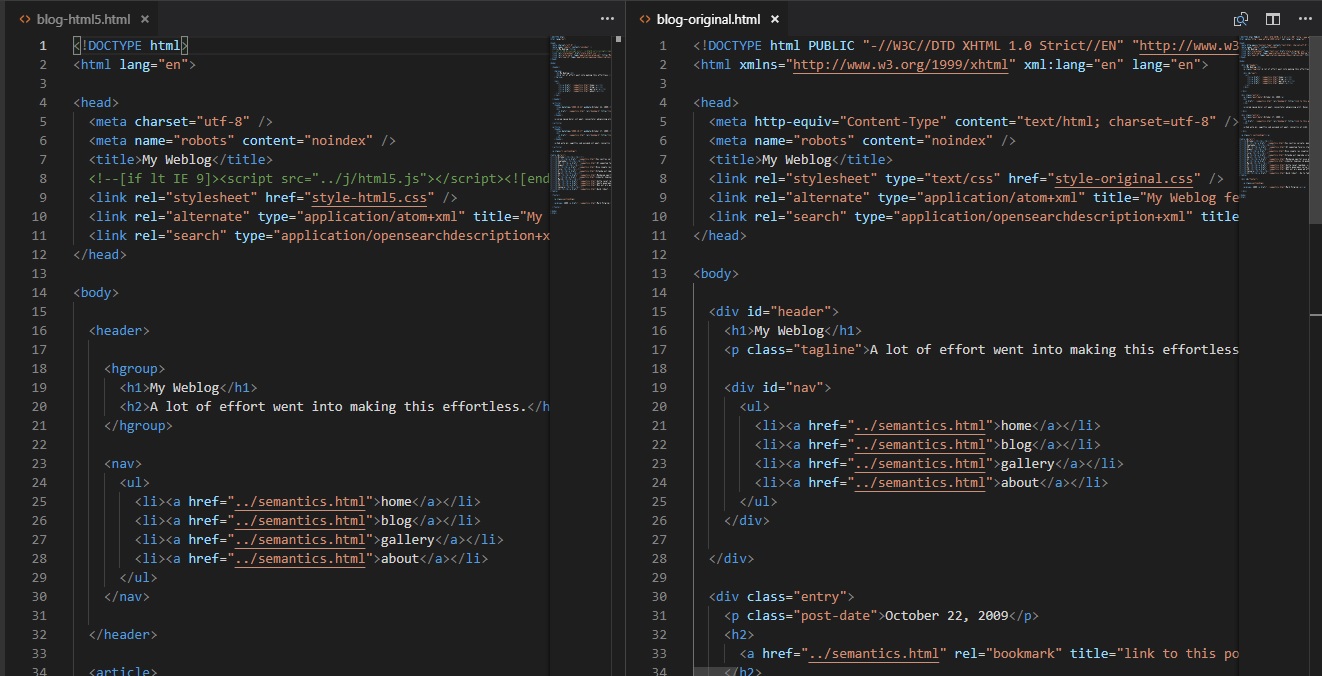 blog-html5.html
1 <!DOCTYPE html>
2 <html lang="en">
3
4 <head>
5 <meta charset="utf-8" />
6 <meta name="robots" content="noindex" />
7 <title>My Weblog</title>
8 <!--[if lt IE 9]><script src="../j/html5.js"></script><![end
9 <link rel="stylesheet" href="style-html5.css" />
10 <link rel="alternate" type="application/atom+xml" title="My
11 <link rel="search" type="application/opensearchdescription+x
12 </head>
13
14 <body>
15
16 <header>
17
18 <hgroup>
19 <h1>My Weblog</h1>
20 <h2>A lot of effort went into making this effortless.</h
21 </hgroup>
22
23 <nav>
24 <ul>
25 <li><a href="../semantics.html">home</a></li>
26 <li><a href="../semantics.html">blog</a></li>
27 <li><a href="../semantics.html">gallery</a></li>
28 <li><a href="../semantics.html">about</a></li>
29 </ul>
30 </nav>
31
32 </header>
33
34 <article>
blog-original.html
1 <!DOCTYPE html PUBLIC "-//W3C//DTD XHTML 1.0 Strict//EN" "http://www.w3
2 <html xmlns="http://www.w3.org/1999/xhtml" xml:lang="en" lang="en">
3
4 <head>
5 <meta http-equiv="Content-Type" content="text/html; charset=utf-8" />
6 <meta name="robots" content="noindex" />
7 <title>My Weblog</title>
8 <link rel="stylesheet" type="text/css" href="style-original.css" />
9 <link rel="alternate" type="application/atom+xml" title="My Weblog fe
10 <link rel="search" type="application/opensearchdescription+xml" title
11 </head>
12
13 <body>
14
15 <div id="header">
16 <h1>My Weblog</h1>
17 <p class="tagline">A lot of effort went into making this effortless
18
19 <div id="nav">
20 <ul>
21 <li><a href="../semantics.html">home</a></li>
22 <li><a href="../semantics.html">blog</a></li>
23 <li><a href="../semantics.html">gallery</a></li>
24 <li><a href="../semantics.html">about</a></li>
25 </ul>
26 </div>
27
28 </div>
29
30 <div class="entry">
31 <p class="post-date">October 22, 2009</p>
32 <h2>
33 <a href="../semantics.html" rel="bookmark" title="link to this po
34 </h2>